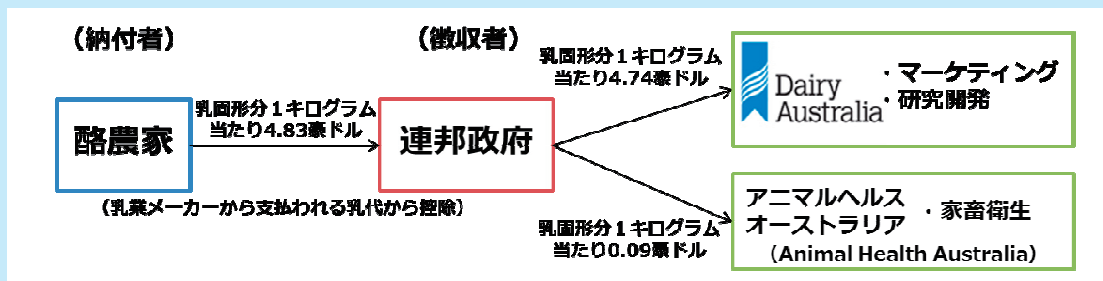 （納付者）
（徴収者）
酪農家
乳固形分１キログラム
当たり4.83豪ドル
連邦政府
（乳業メーカーから支払われる乳代から控除）
乳固形分１キログラム
当たり4.74豪ドル
Dairy
Australia
・マーケティング
・研究開発
乳固形分１キログラム
当たり0.09豪ドル
アニマルヘルス
オーストラリア
・家畜衛生
（Animal Health Australia）